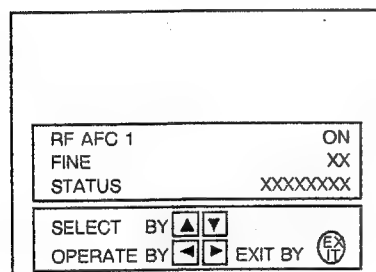 RF AFC 1 ON
FINE XX
STATUS XXXXXXXX
SELECT BY ▲ ▼
OPERATE BY ◄ ► EXIT BY EXIT